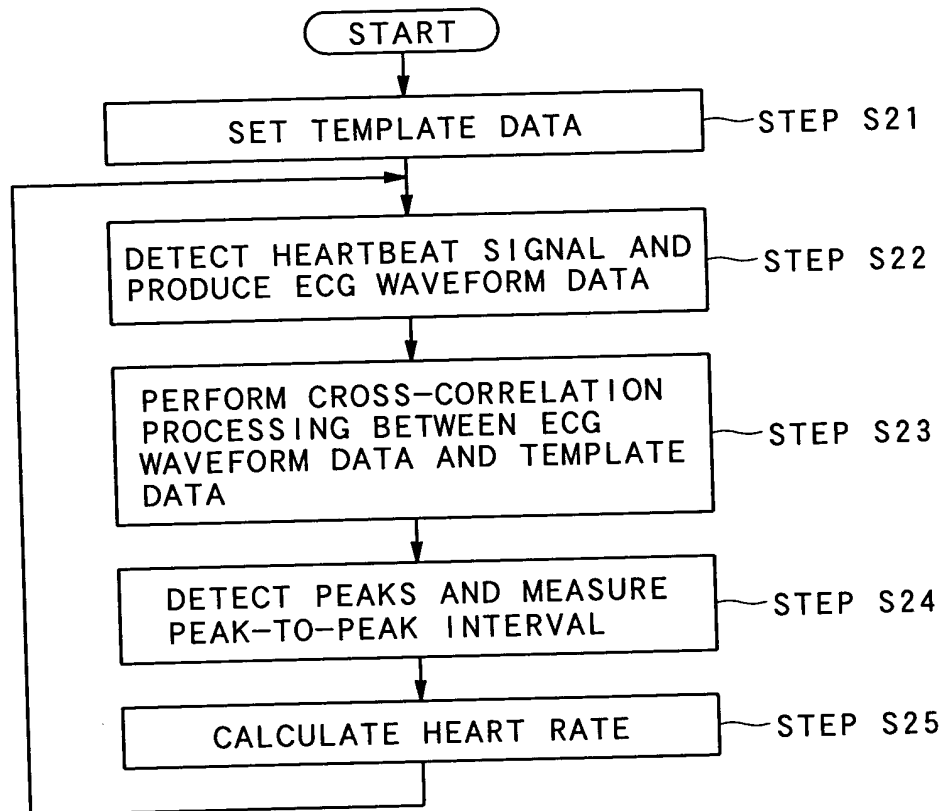 START
SET TEMPLATE DATA
STEP S21
DETECT HEARTBEAT SIGNAL AND
PRODUCE ECG WAVEFORM DATA
STEP S22
PERFORM CROSS-CORRELATION
PROCESSING BETWEEN ECG
WAVEFORM DATA AND TEMPLATE
DATA
STEP S23
DETECT PEAKS AND MEASURE
PEAK-TO-PEAK INTERVAL
STEP S24
CALCULATE HEART RATE
STEP S25